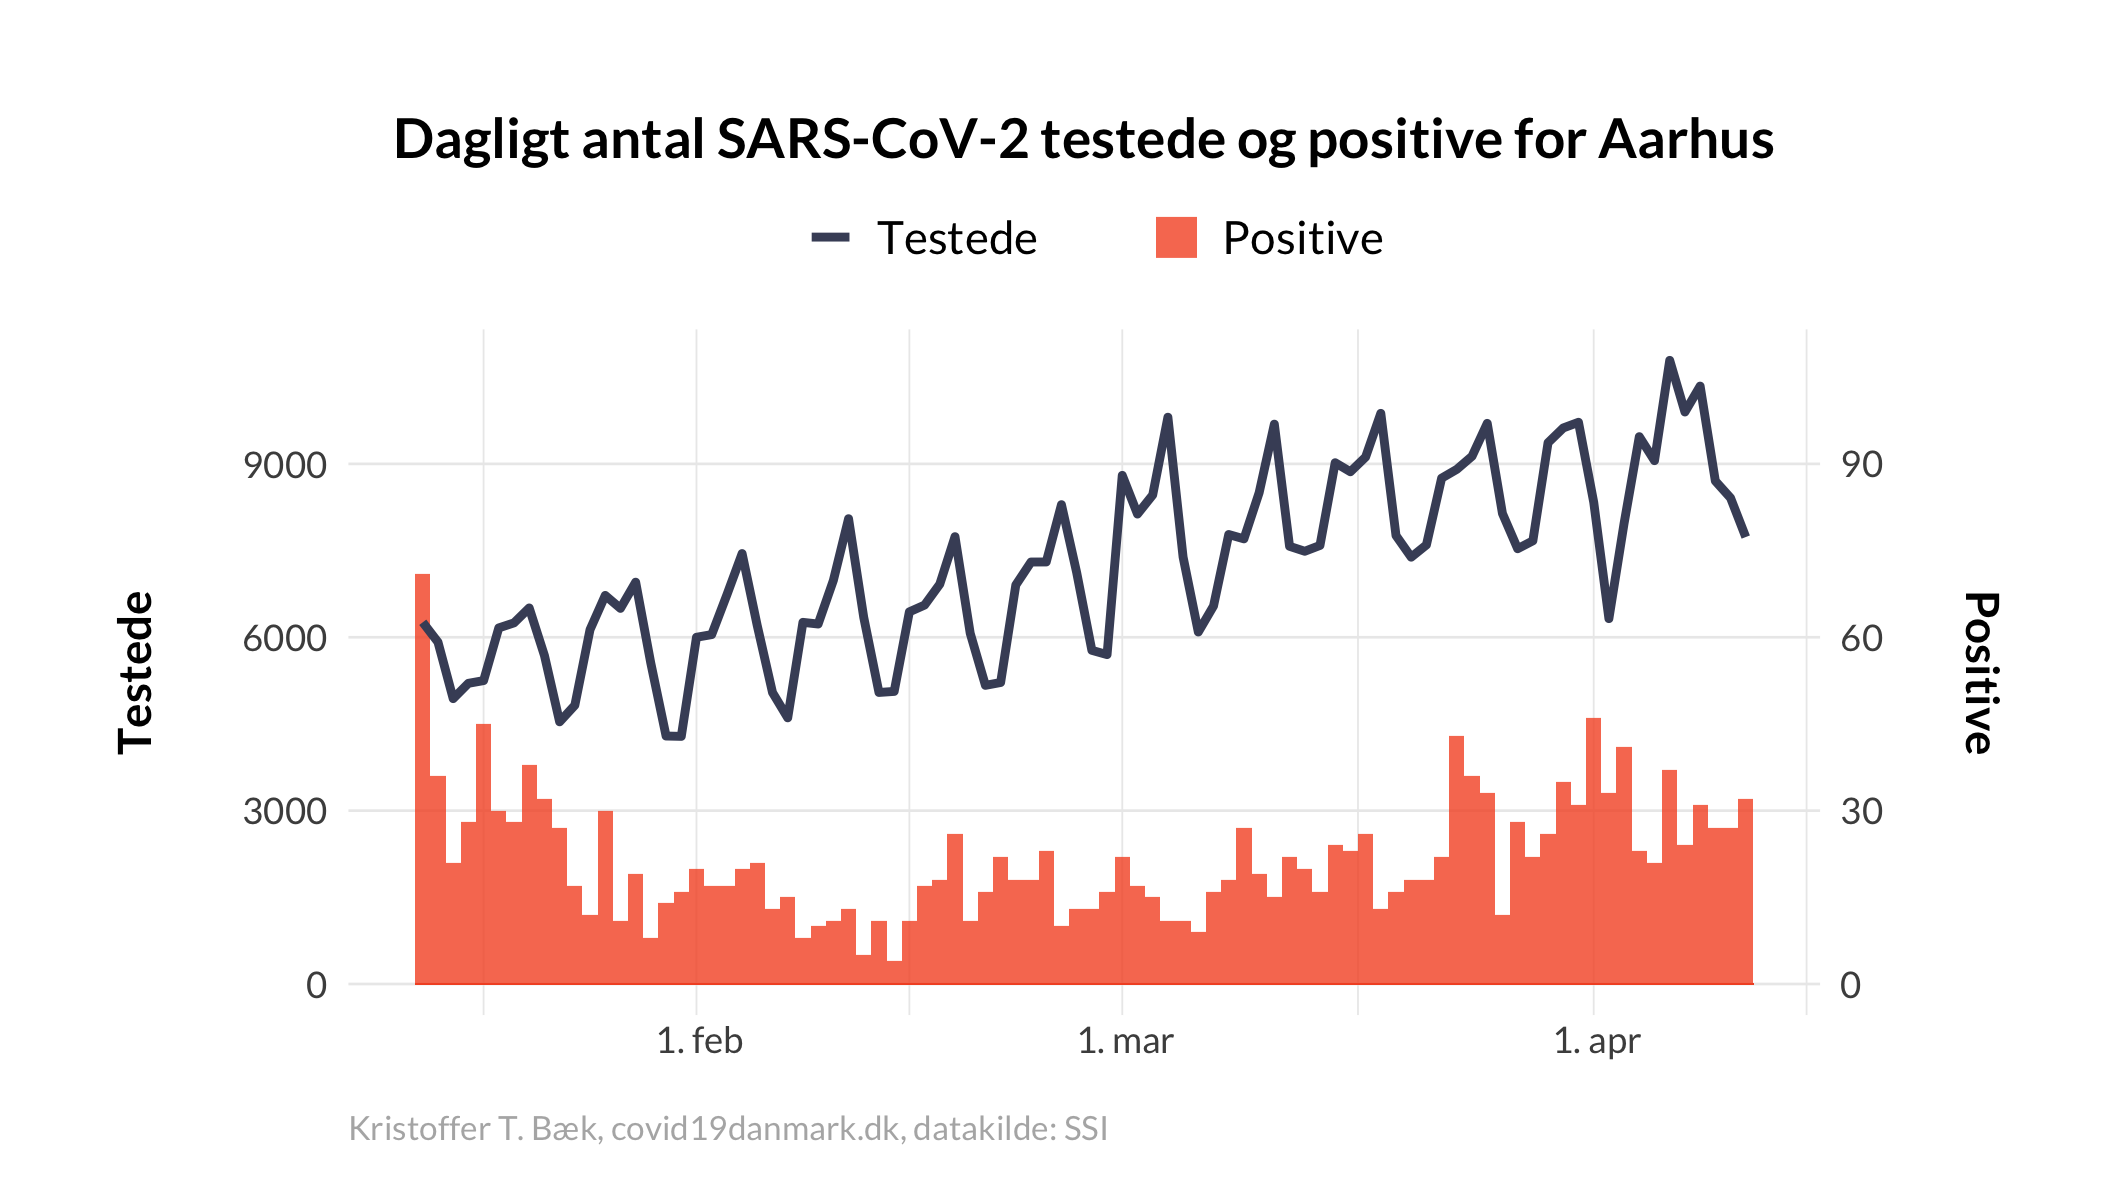 Dagligt antal SARS-CoV-2 testede og positive for Aarhus
Testede
Positive
9000
6000
3000
0
90
60
30
0
Testede
Positive
1. feb
1. mar
1. apr
Kristoffer T. Bæk, covid19danmark.dk, datakilde: SSI